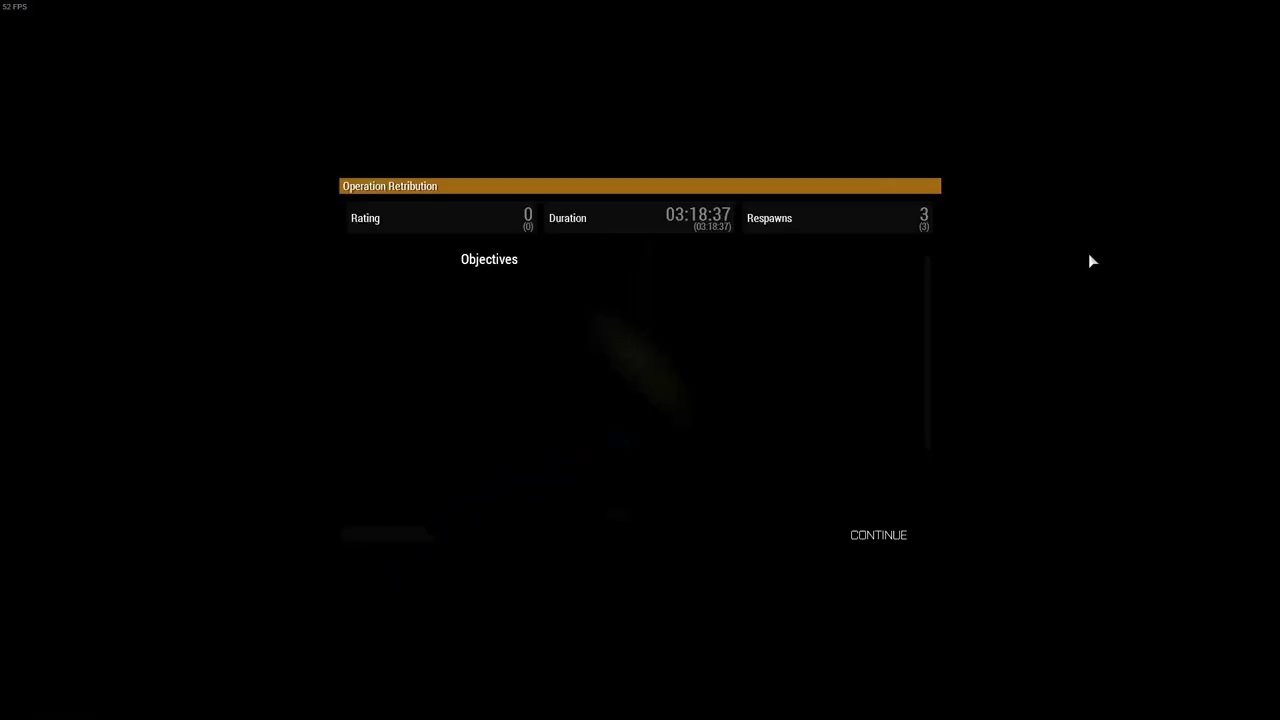 52 FPS
Operation Retribution
Rating 0 (0) Duration 03:18:37 (03:18:37) Respawns 3 (3)
Objectives
CONTINUE